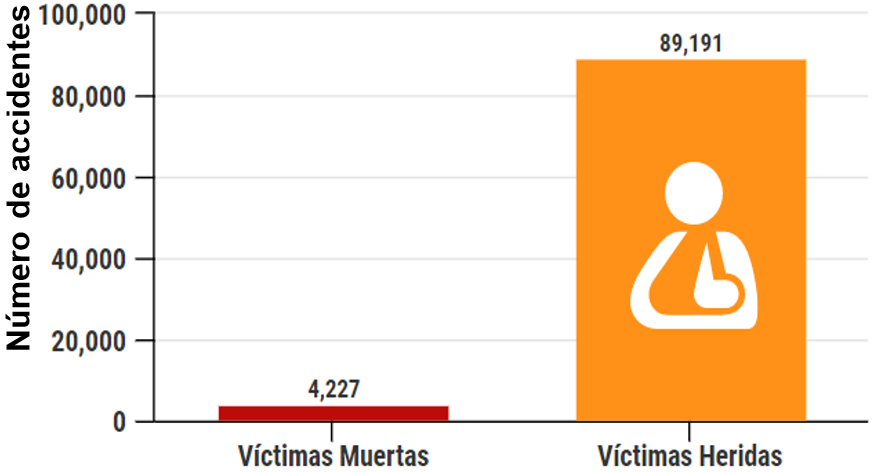 Número de accidentes
100,000
80,000
60,000
40,000
20,000
0
4,227
89,191
Víctimas Muertas
Víctimas Heridas